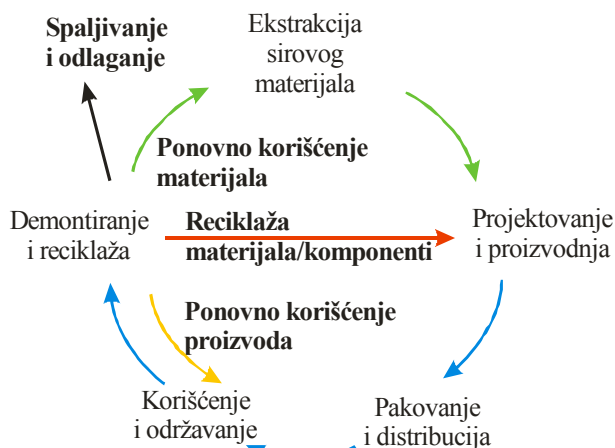 Spaljivanje
i odlaganje
Ekstrakcija
sirovog
materijala
Ponovno korišćenje
materijala
Demontiranje
i reciklaža
Reciklaža
materijala/komponenti
Projektovanje
i proizvodnja
Ponovno korišćenje
proizvoda
Korišćenje
i održavanje
Pakovanje
i distribucija